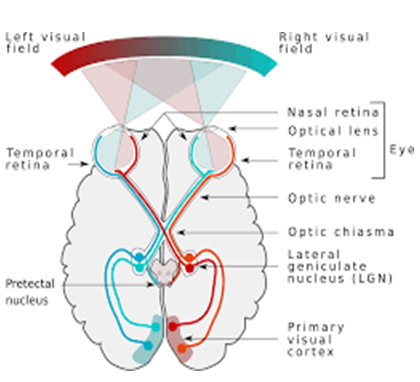 Left visual
field
Right visual
field
Nasal retina
Optical lens
Temporal
retina
Temporal
retina
Eye
Optic nerve
Optic chiasma
Lateral
geniculate
nucleus (LGN)
Pretectal
nucleus
Primary
visual
cortex